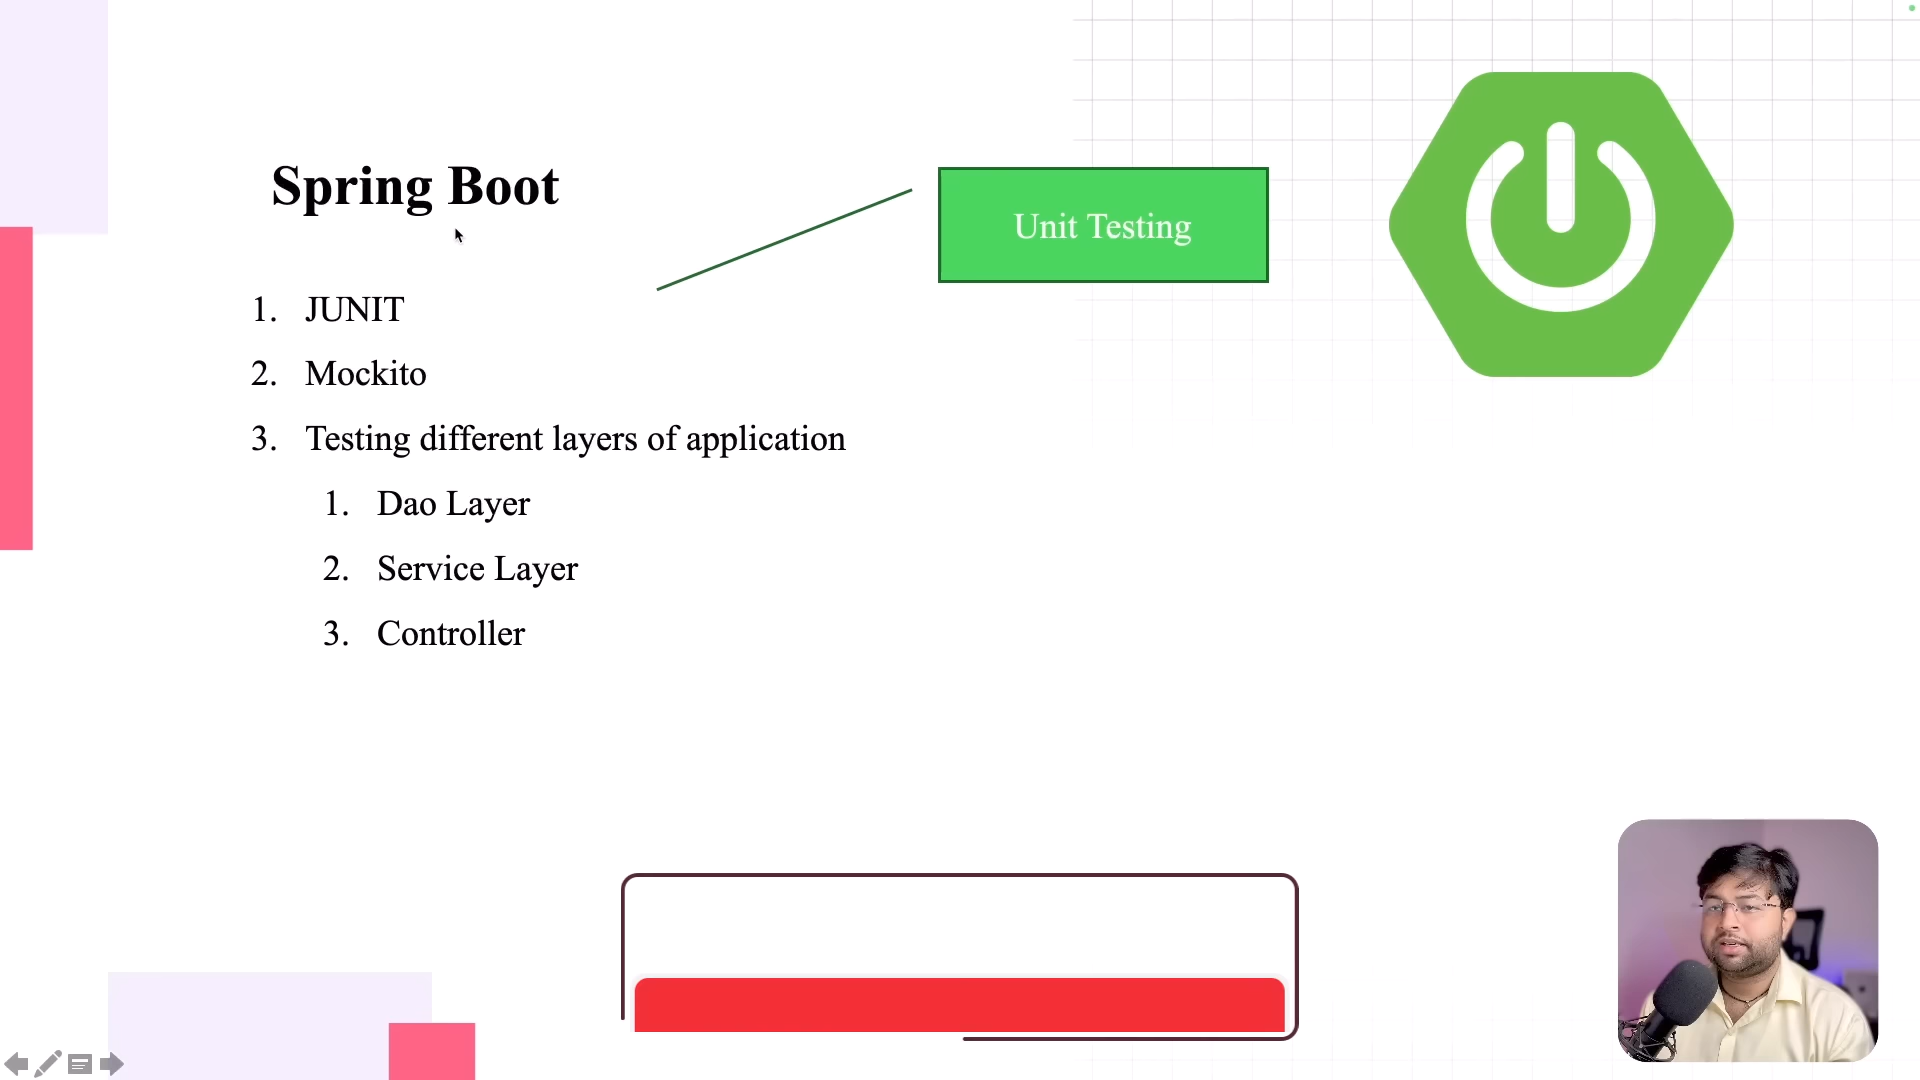 Spring Boot
Unit Testing
1. JUNIT
2. Mockito
3. Testing different layers of application
1. Dao Layer
2. Service Layer
3. Controller